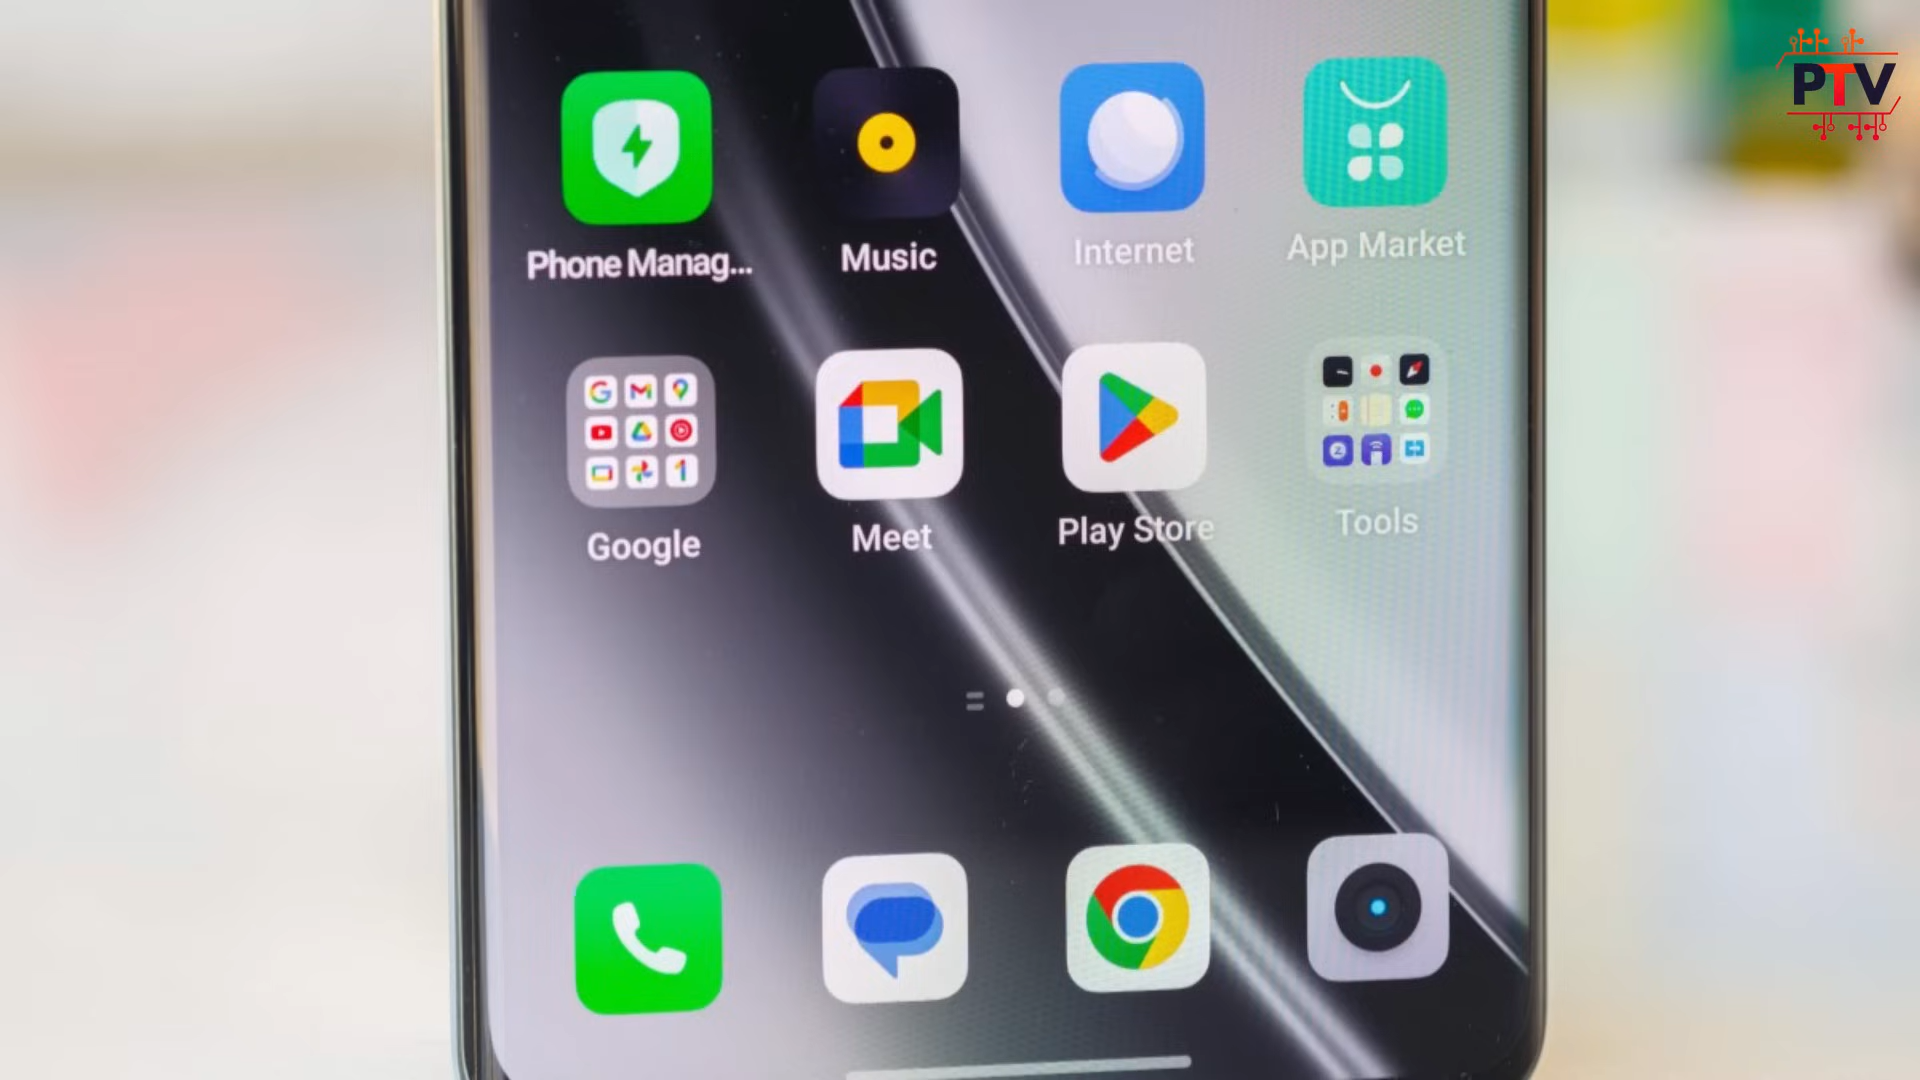 PTV
Phone Manag...
Music
Internet
App Market
Google
Meet
Play Store
Tools